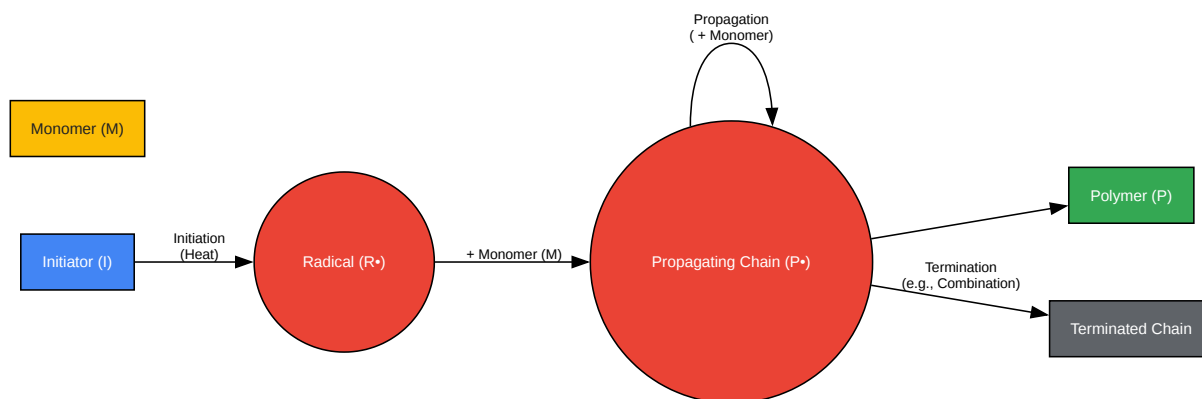 Propagation
( + Monomer)
Monomer (M)
Initiator (I)
Initiation
(Heat)
Radical (R•)
+ Monomer (M)
Propagating Chain (P•)
Polymer (P)
Termination
(e.g., Combination)
Terminated Chain